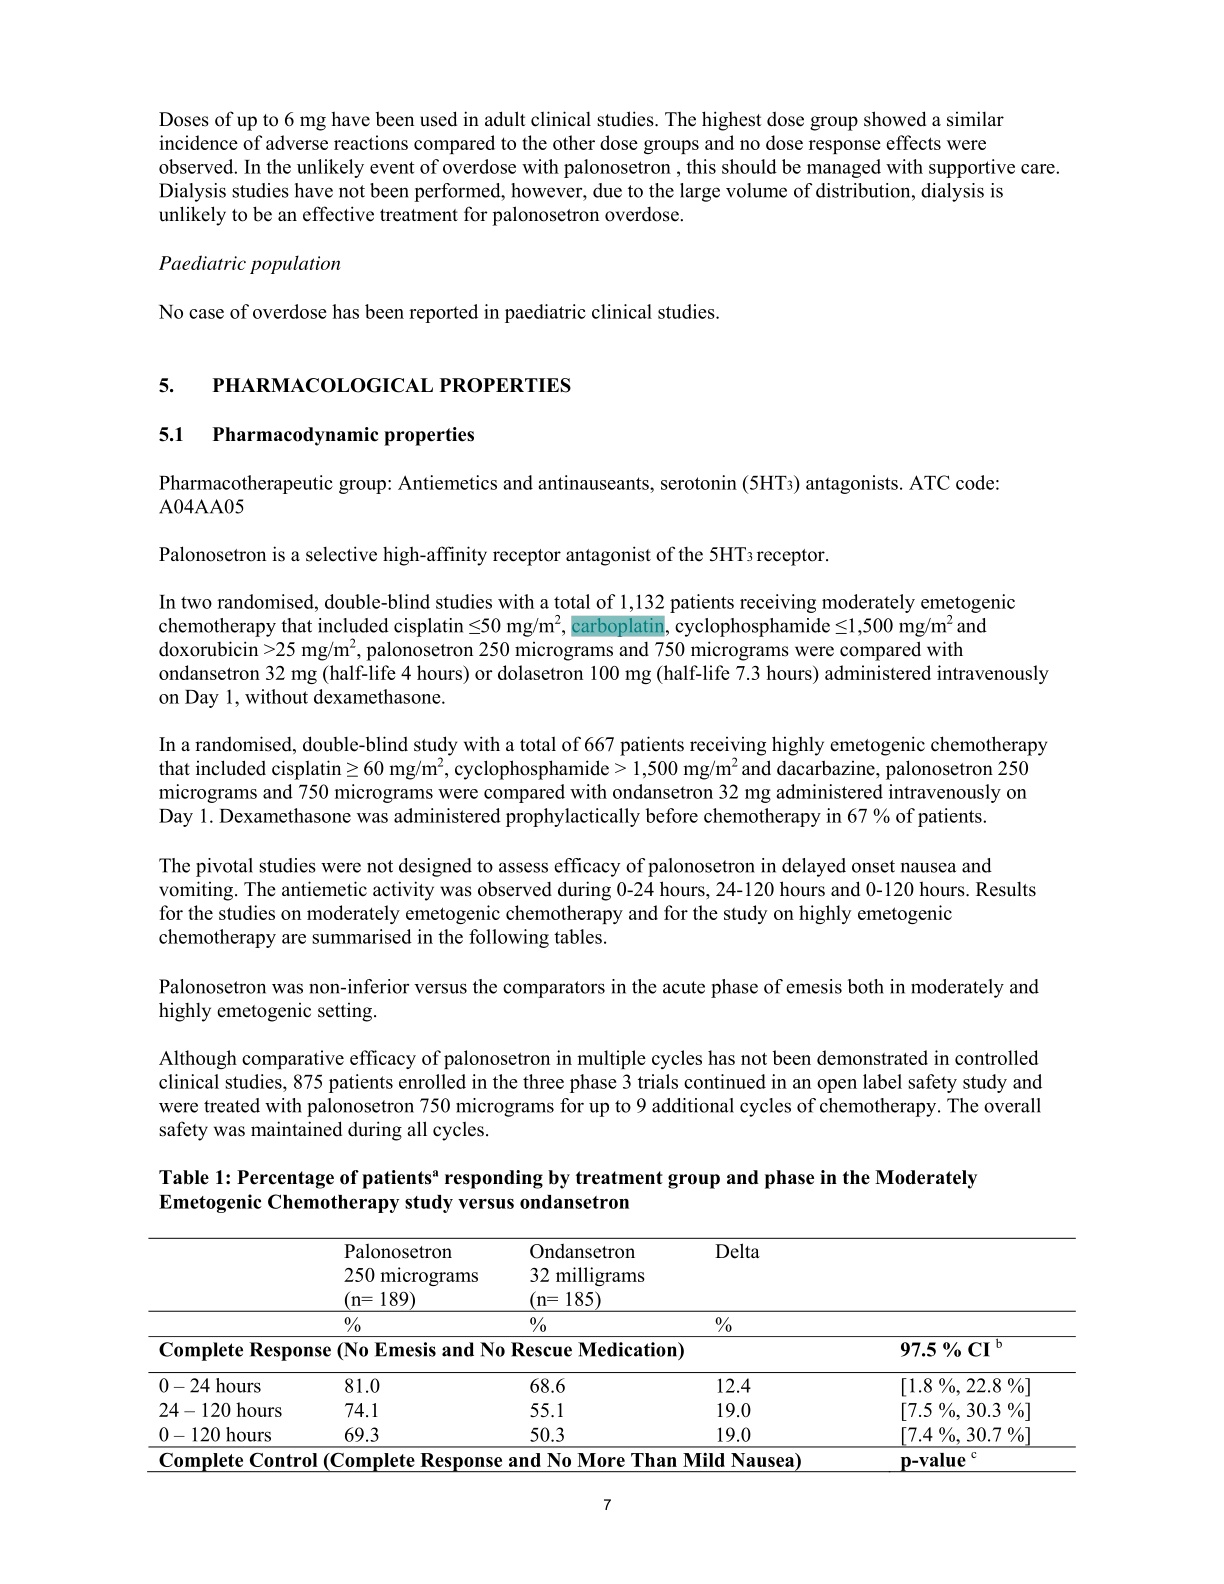 Doses of up to 6 mg have been used in adult clinical studies. The highest dose group showed a similar
incidence of adverse reactions compared to the other dose groups and no dose response effects were
observed. In the unlikely event of overdose with palonosetron , this should be managed with supportive care.
Dialysis studies have not been performed, however, due to the large volume of distribution, dialysis is
unlikely to be an effective treatment for palonosetron overdose.
Paediatric population
No case of overdose has been reported in paediatric clinical studies.
5. PHARMACOLOGICAL PROPERTIES
5.1 Pharmacodynamic properties
Pharmacotherapeutic group: Antiemetics and antinauseants, serotonin (5HT₃) antagonists. ATC code:
A04AA05
Palonosetron is a selective high-affinity receptor antagonist of the 5HT₃ receptor.
In two randomised, double-blind studies with a total of 1,132 patients receiving moderately emetogenic
chemotherapy that included cisplatin ≤50 mg/m², carboplatin, cyclophosphamide ≤1,500 mg/m² and
doxorubicin >25 mg/m², palonosetron 250 micrograms and 750 micrograms were compared with
ondansetron 32 mg (half-life 4 hours) or dolasetron 100 mg (half-life 7.3 hours) administered intravenously
on Day 1, without dexamethasone.
In a randomised, double-blind study with a total of 667 patients receiving highly emetogenic chemotherapy
that included cisplatin ≥ 60 mg/m², cyclophosphamide > 1,500 mg/m² and dacarbazine, palonosetron 250
micrograms and 750 micrograms were compared with ondansetron 32 mg administered intravenously on
Day 1. Dexamethasone was administered prophylactically before chemotherapy in 67 % of patients.
The pivotal studies were not designed to assess efficacy of palonosetron in delayed onset nausea and
vomiting. The antiemetic activity was observed during 0-24 hours, 24-120 hours and 0-120 hours. Results
for the studies on moderately emetogenic chemotherapy and for the study on highly emetogenic
chemotherapy are summarised in the following tables.
Palonosetron was non-inferior versus the comparators in the acute phase of emesis both in moderately and
highly emetogenic setting.
Although comparative efficacy of palonosetron in multiple cycles has not been demonstrated in controlled
clinical studies, 875 patients enrolled in the three phase 3 trials continued in an open label safety study and
were treated with palonosetron 750 micrograms for up to 9 additional cycles of chemotherapy. The overall
safety was maintained during all cycles.
Table 1: Percentage of patientsᵃ responding by treatment group and phase in the Moderately
Emetogenic Chemotherapy study versus ondansetron
Palonosetron Ondansetron Delta
250 micrograms 32 milligrams
(n= 189) (n= 185)
% % %
Complete Response (No Emesis and No Rescue Medication) 97.5 % CI ᵇ
0 – 24 hours 81.0 68.6 12.4 [1.8 %, 22.8 %]
24 – 120 hours 74.1 55.1 19.0 [7.5 %, 30.3 %]
0 – 120 hours 69.3 50.3 19.0 [7.4 %, 30.7 %]
Complete Control (Complete Response and No More Than Mild Nausea) p-value ᶜ
7